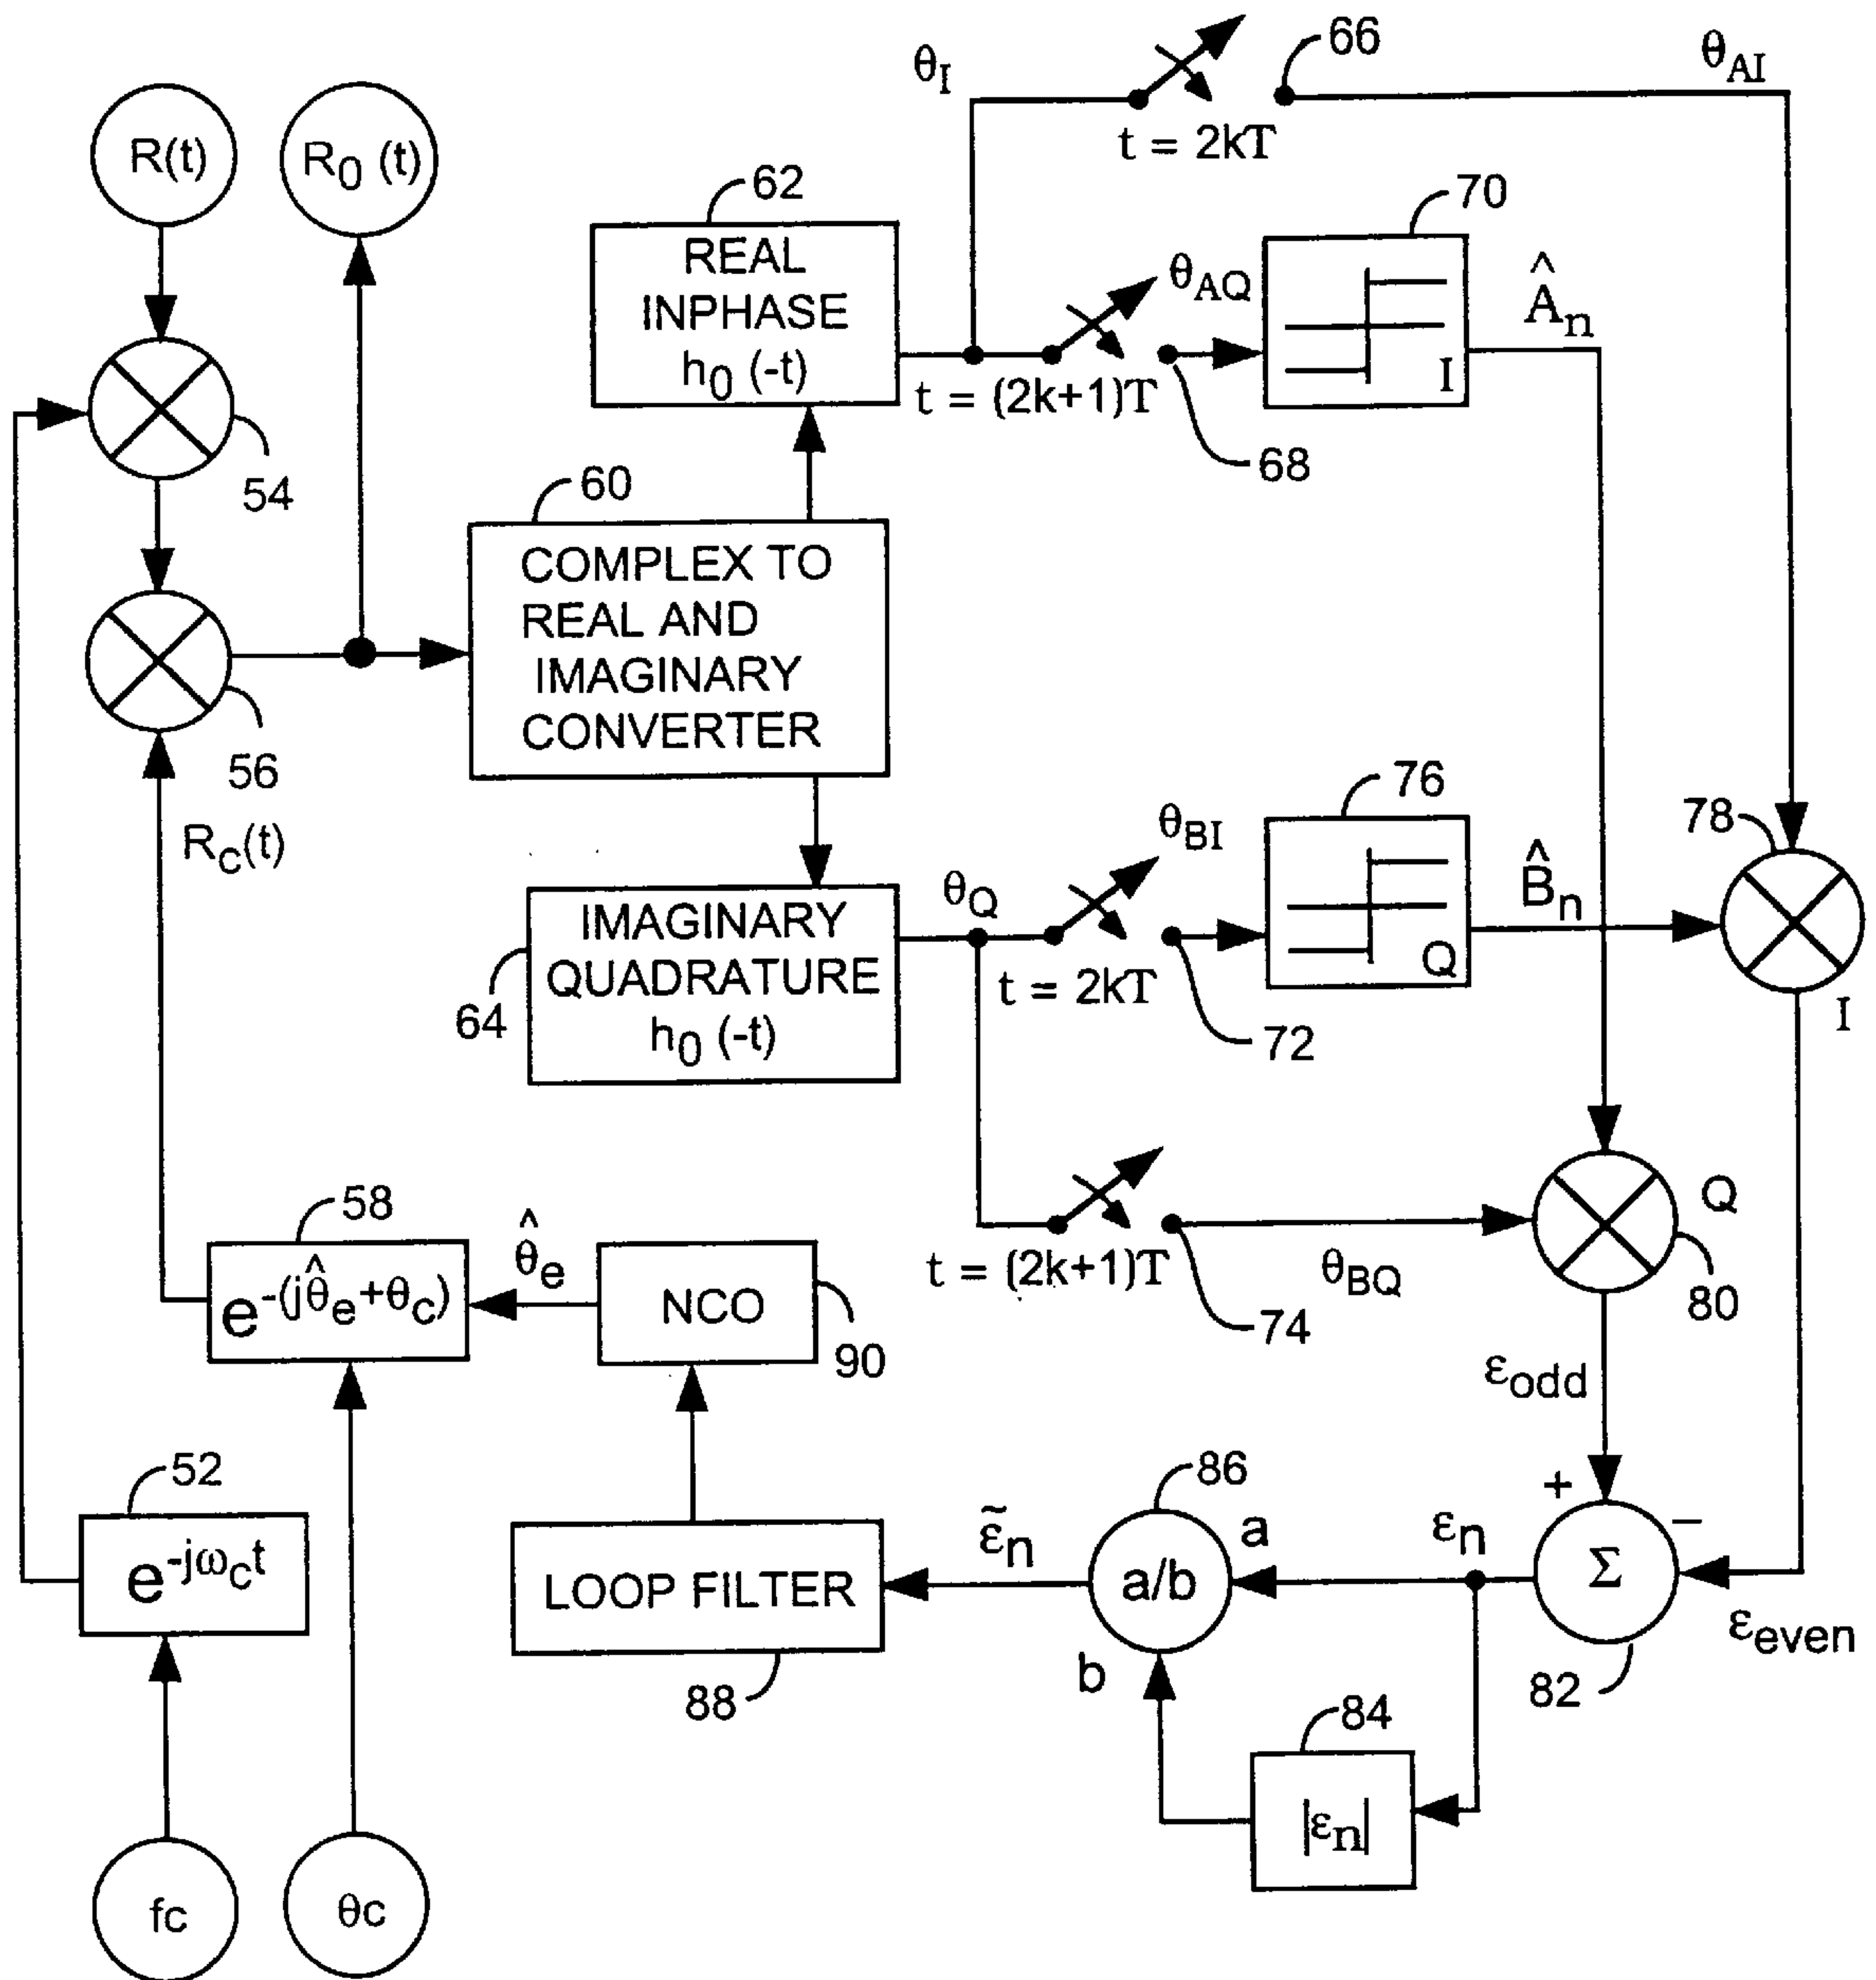 θI
66
θAI
R(t)
R0 (t)
t = 2kT
62
70
REAL
INPHASE
h0 (-t)
θAQ
I
Ân
t = (2k+1)T
68
54
60
COMPLEX TO
REAL AND
IMAGINARY
CONVERTER
56
RC(t)
76
78
θBI
Q
B̂n
θQ
IMAGINARY
QUADRATURE
h0 (-t)
64
t = 2kT
72
I
58
e-(jθ̂e+θc)
θ̂e
NCO
90
t = (2k+1)T
θBQ
74
Q
80
εodd
52
e-jωct
86
+
−
ε̃n
a
εn
LOOP FILTER
a/b
Σ
εeven
b
88
82
84
|εn|
fc
θc